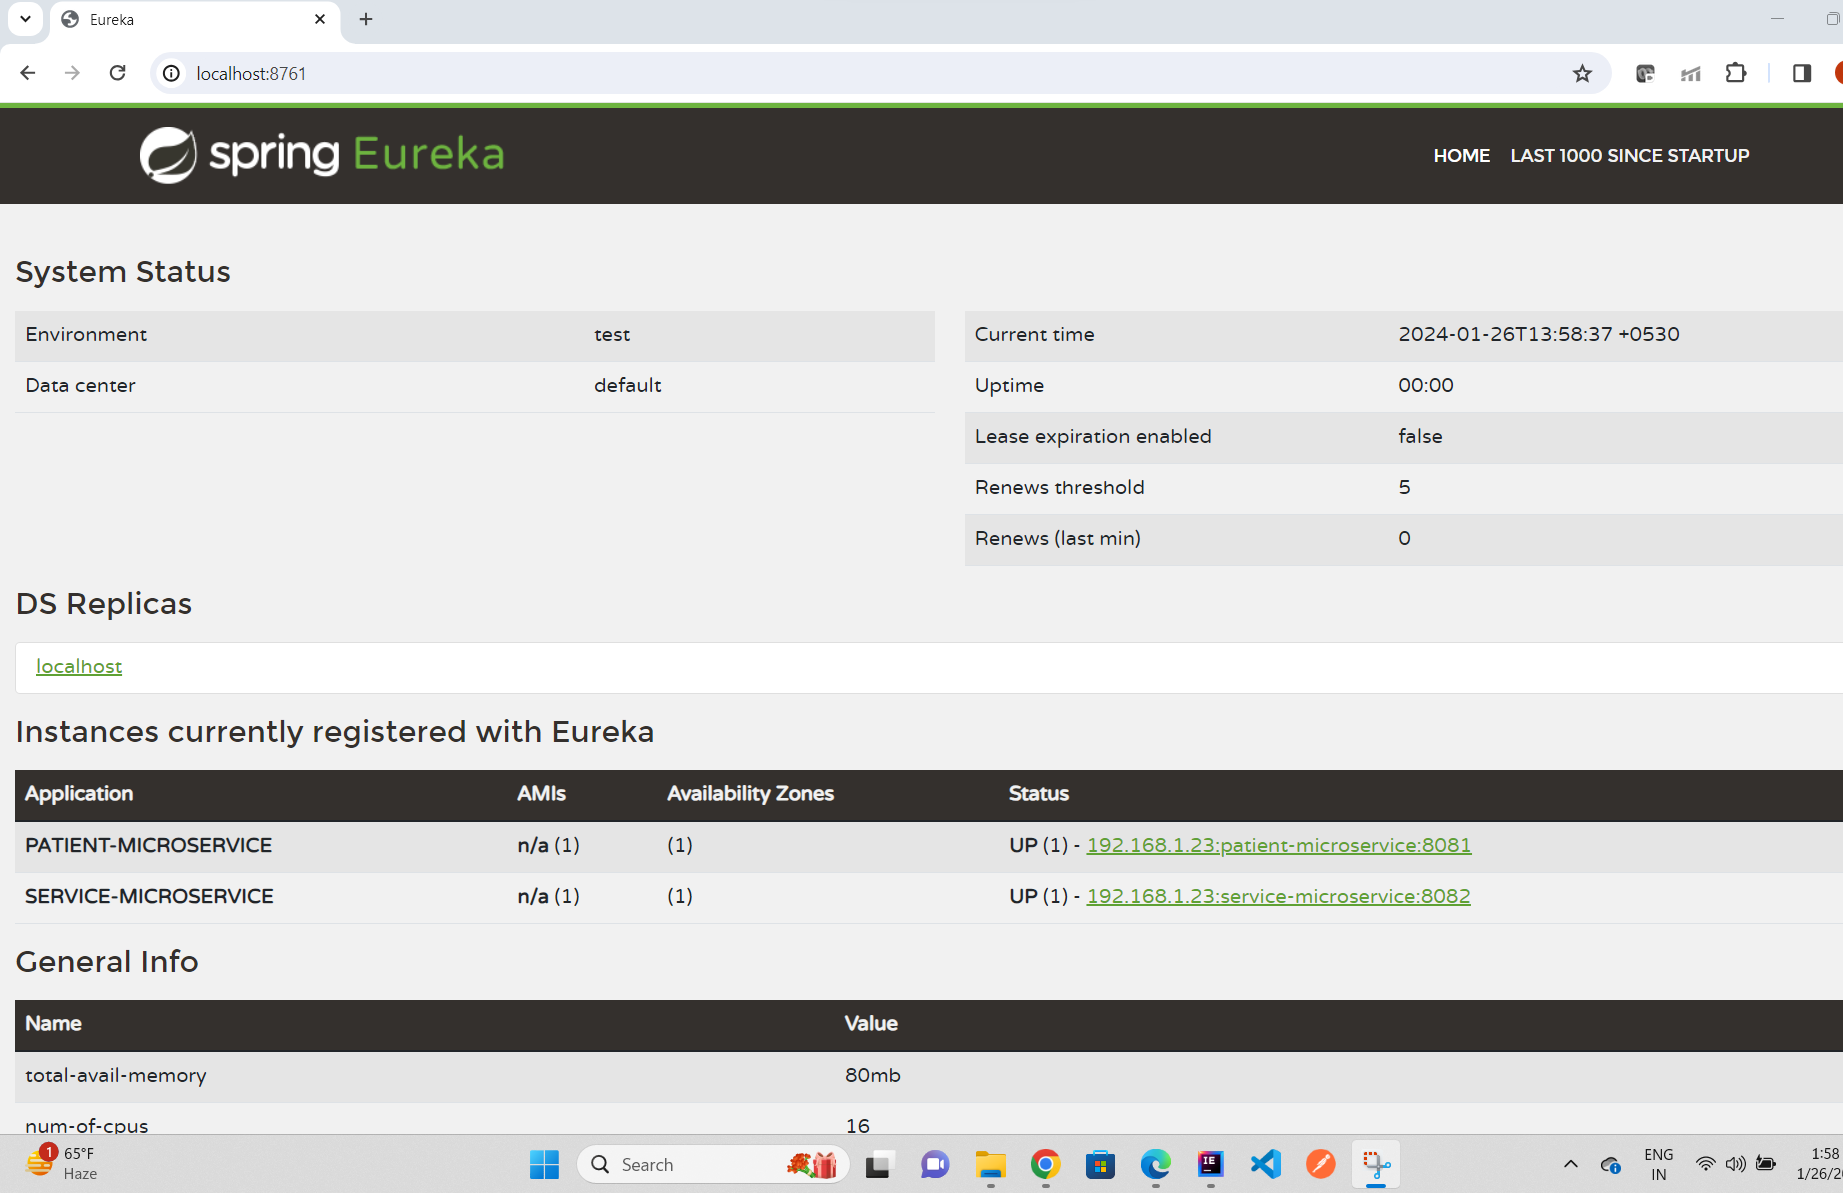 Eureka
localhost:8761
spring Eureka
HOME LAST 1000 SINCE STARTUP
System Status
Environment test
Data center default
Current time 2024-01-26T13:58:37 +0530
Uptime 00:00
Lease expiration enabled false
Renews threshold 5
Renews (last min) 0
DS Replicas
localhost
Instances currently registered with Eureka
Application AMIs Availability Zones Status
PATIENT-MICROSERVICE n/a (1) (1) UP (1) - 192.168.1.23:patient-microservice:8081
SERVICE-MICROSERVICE n/a (1) (1) UP (1) - 192.168.1.23:service-microservice:8082
General Info
Name Value
total-avail-memory 80mb
num-of-cpus 16
1
65°F
Haze
Search
IE
ENG
IN
1:58
1/26/2